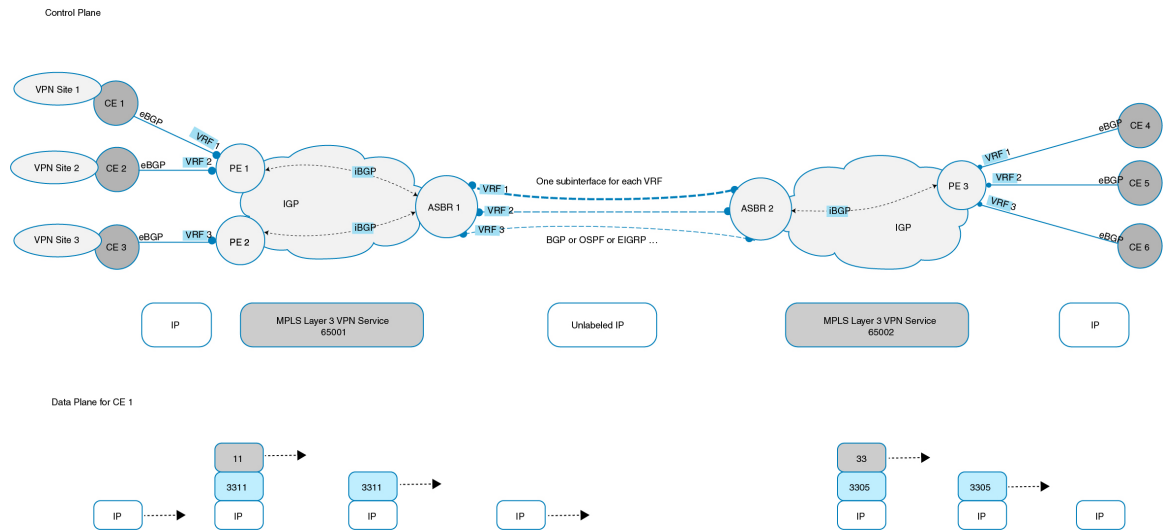 Control Plane
VPN Site 1
CE 1
eBGP
VRF 1
VPN Site 2
CE 2
eBGP
VRF 2
PE 1
VPN Site 3
CE 3
eBGP
VRF 3
PE 2
IGP
iBGP
iBGP
ASBR 1
VRF 1
VRF 2
VRF 3
One subinterface for each VRF
BGP or OSPF or EIGRP ...
ASBR 2
iBGP
IGP
PE 3
VRF 1
VRF 2
VRF 3
eBGP
CE 4
eBGP
CE 5
eBGP
CE 6
IP
MPLS Layer 3 VPN Service
65001
Unlabeled IP
MPLS Layer 3 VPN Service
65002
IP
Data Plane for CE 1
IP
11
3311
IP
3311
IP
IP
33
3305
IP
3305
IP
IP